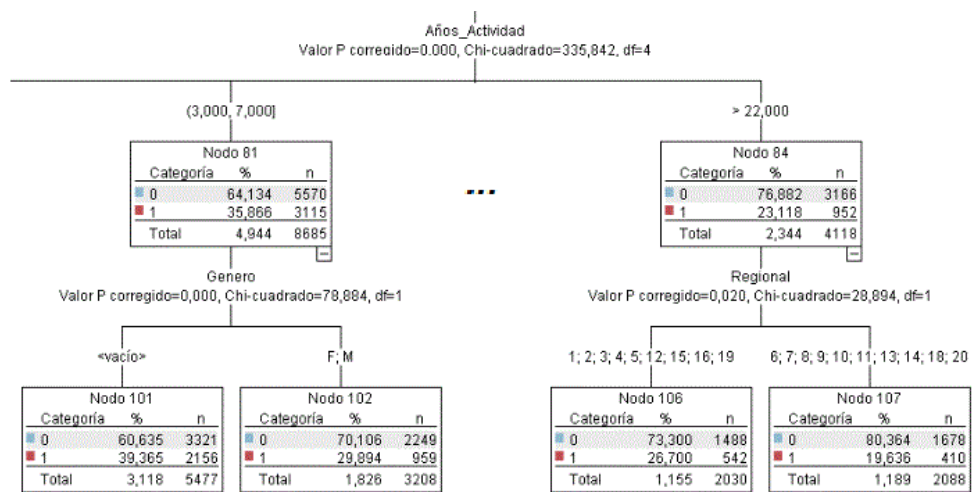 Años_Actividad
Valor P corregido=0.000, Chi-cuadrado=335,842, df=4
(3,000, 7,000]
> 22,000
Nodo 81
Categoría % n
0 64,134 5570
1 35,866 3115
Total 4,944 8685
...
Nodo 84
Categoría % n
0 76,882 3166
1 23,118 952
Total 2,344 4118
Genero
Valor P corregido=0,000, Chi-cuadrado=78,884, df=1
Regional
Valor P corregido=0,020, Chi-cuadrado=28,894, df=1
<vacío>
F; M
1; 2; 3; 4; 5; 12; 15; 16; 19
6; 7; 8; 9; 10; 11; 13; 14; 18; 20
Nodo 101
Categoría % n
0 60,635 3321
1 39,365 2156
Total 3,118 5477
Nodo 102
Categoría % n
0 70,106 2249
1 29,894 959
Total 1,826 3208
Nodo 106
Categoría % n
0 73,300 1488
1 26,700 542
Total 1,155 2030
Nodo 107
Categoría % n
0 80,364 1678
1 19,636 410
Total 1,189 2088